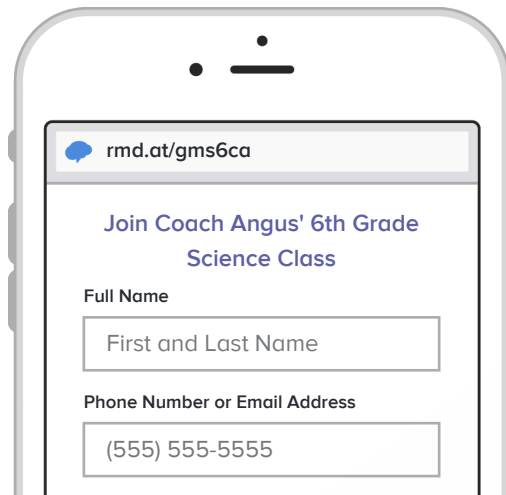 rmd.at/gms6ca
Join Coach Angus' 6th Grade
Science Class
Full Name
First and Last Name
Phone Number or Email Address
(555) 555-5555